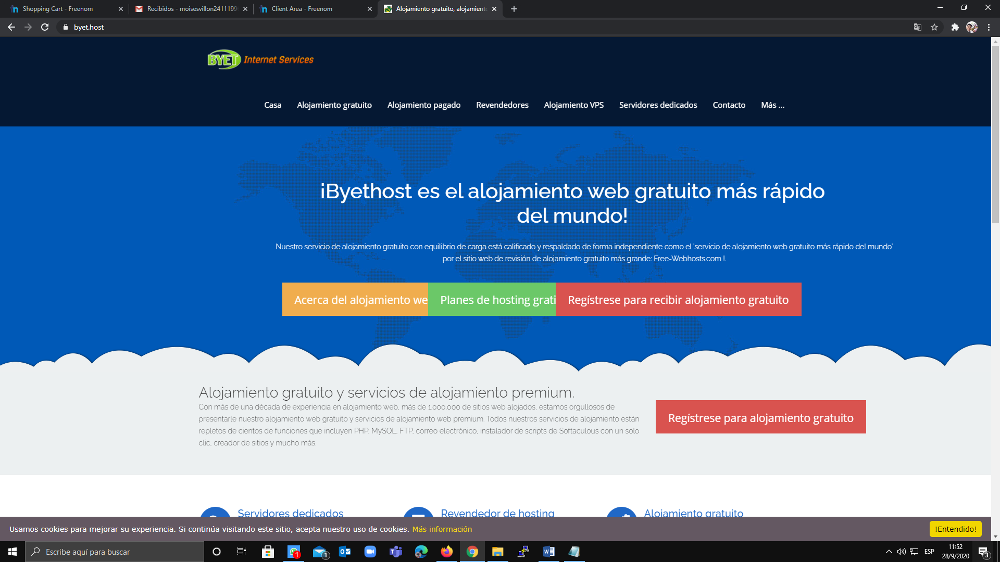 Shopping Cart - Freenom
Recibidos - moisesvillon2411199
Client Area - Freenom
Alojamiento gratuito, alojamiento
byet.host
BYET Internet Services
Casa
Alojamiento gratuito
Alojamiento pagado
Revendedores
Alojamiento VPS
Servidores dedicados
Contacto
Más ...
¡Byethost es el alojamiento web gratuito más rápido
del mundo!
Nuestro servicio de alojamiento gratuito con equilibrio de carga está calificado y respaldado de forma independiente como el 'servicio de alojamiento web gratuito más rápido del mundo'
por el sitio web de revisión de alojamiento gratuito más grande: Free-Webhosts.com !.
Acerca del alojamiento we
Planes de hosting grati
Regístrese para recibir alojamiento gratuito
Alojamiento gratuito y servicios de alojamiento premium.
Con más de una década de experiencia en alojamiento web, más de 1.000.000 de sitios web alojados, estamos orgullosos de
presentarle nuestro alojamiento web gratuito y servicios de alojamiento web premium. Todos nuestros servicios de alojamiento están
repletos de cientos de funciones que incluyen PHP, MySQL, FTP, correo electrónico, instalador de scripts de Softaculous con un solo
clic, creador de sitios y mucho más.
Regístrese para alojamiento gratuito
Servidores dedicados
Revendedor de hosting
Alojamiento gratuito
Usamos cookies para mejorar su experiencia. Si continúa visitando este sitio, acepta nuestro uso de cookies. Más información
¡Entendido!
Escribe aquí para buscar
1
1
ESP
11:52
28/9/2020
3